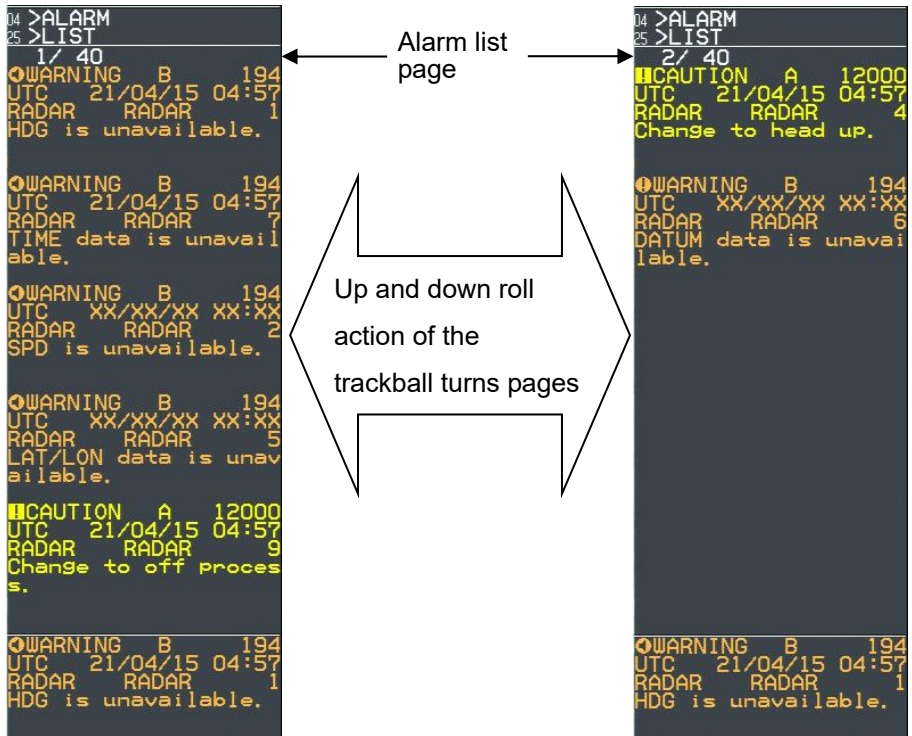 04 >ALARM
25 >LIST
1/ 40
WARNING B 194
UTC 21/04/15 04:57
RADAR RADAR 1
HDG is unavailable.
WARNING B 194
UTC 21/04/15 04:57
RADAR RADAR 7
TIME data is unavail
able.
WARNING B 194
UTC XX/XX/XX XX:XX
RADAR RADAR 2
SPD is unavailable.
WARNING B 194
UTC XX/XX/XX XX:XX
RADAR RADAR 5
LAT/LON data is unav
ailable.
!CAUTION A 12000
UTC 21/04/15 04:57
RADAR RADAR 9
Change to off proces
s.
WARNING B 194
UTC 21/04/15 04:57
RADAR RADAR 1
HDG is unavailable.
Alarm list
page
Up and down roll
action of the
trackball turns pages
04 >ALARM
25 >LIST
2/ 40
!CAUTION A 12000
UTC 21/04/15 04:57
RADAR RADAR 4
Change to head up.
!WARNING B 194
UTC XX/XX/XX XX:XX
RADAR RADAR 6
DATUM data is unavai
lable.
WARNING B 194
UTC 21/04/15 04:57
RADAR RADAR 1
HDG is unavailable.